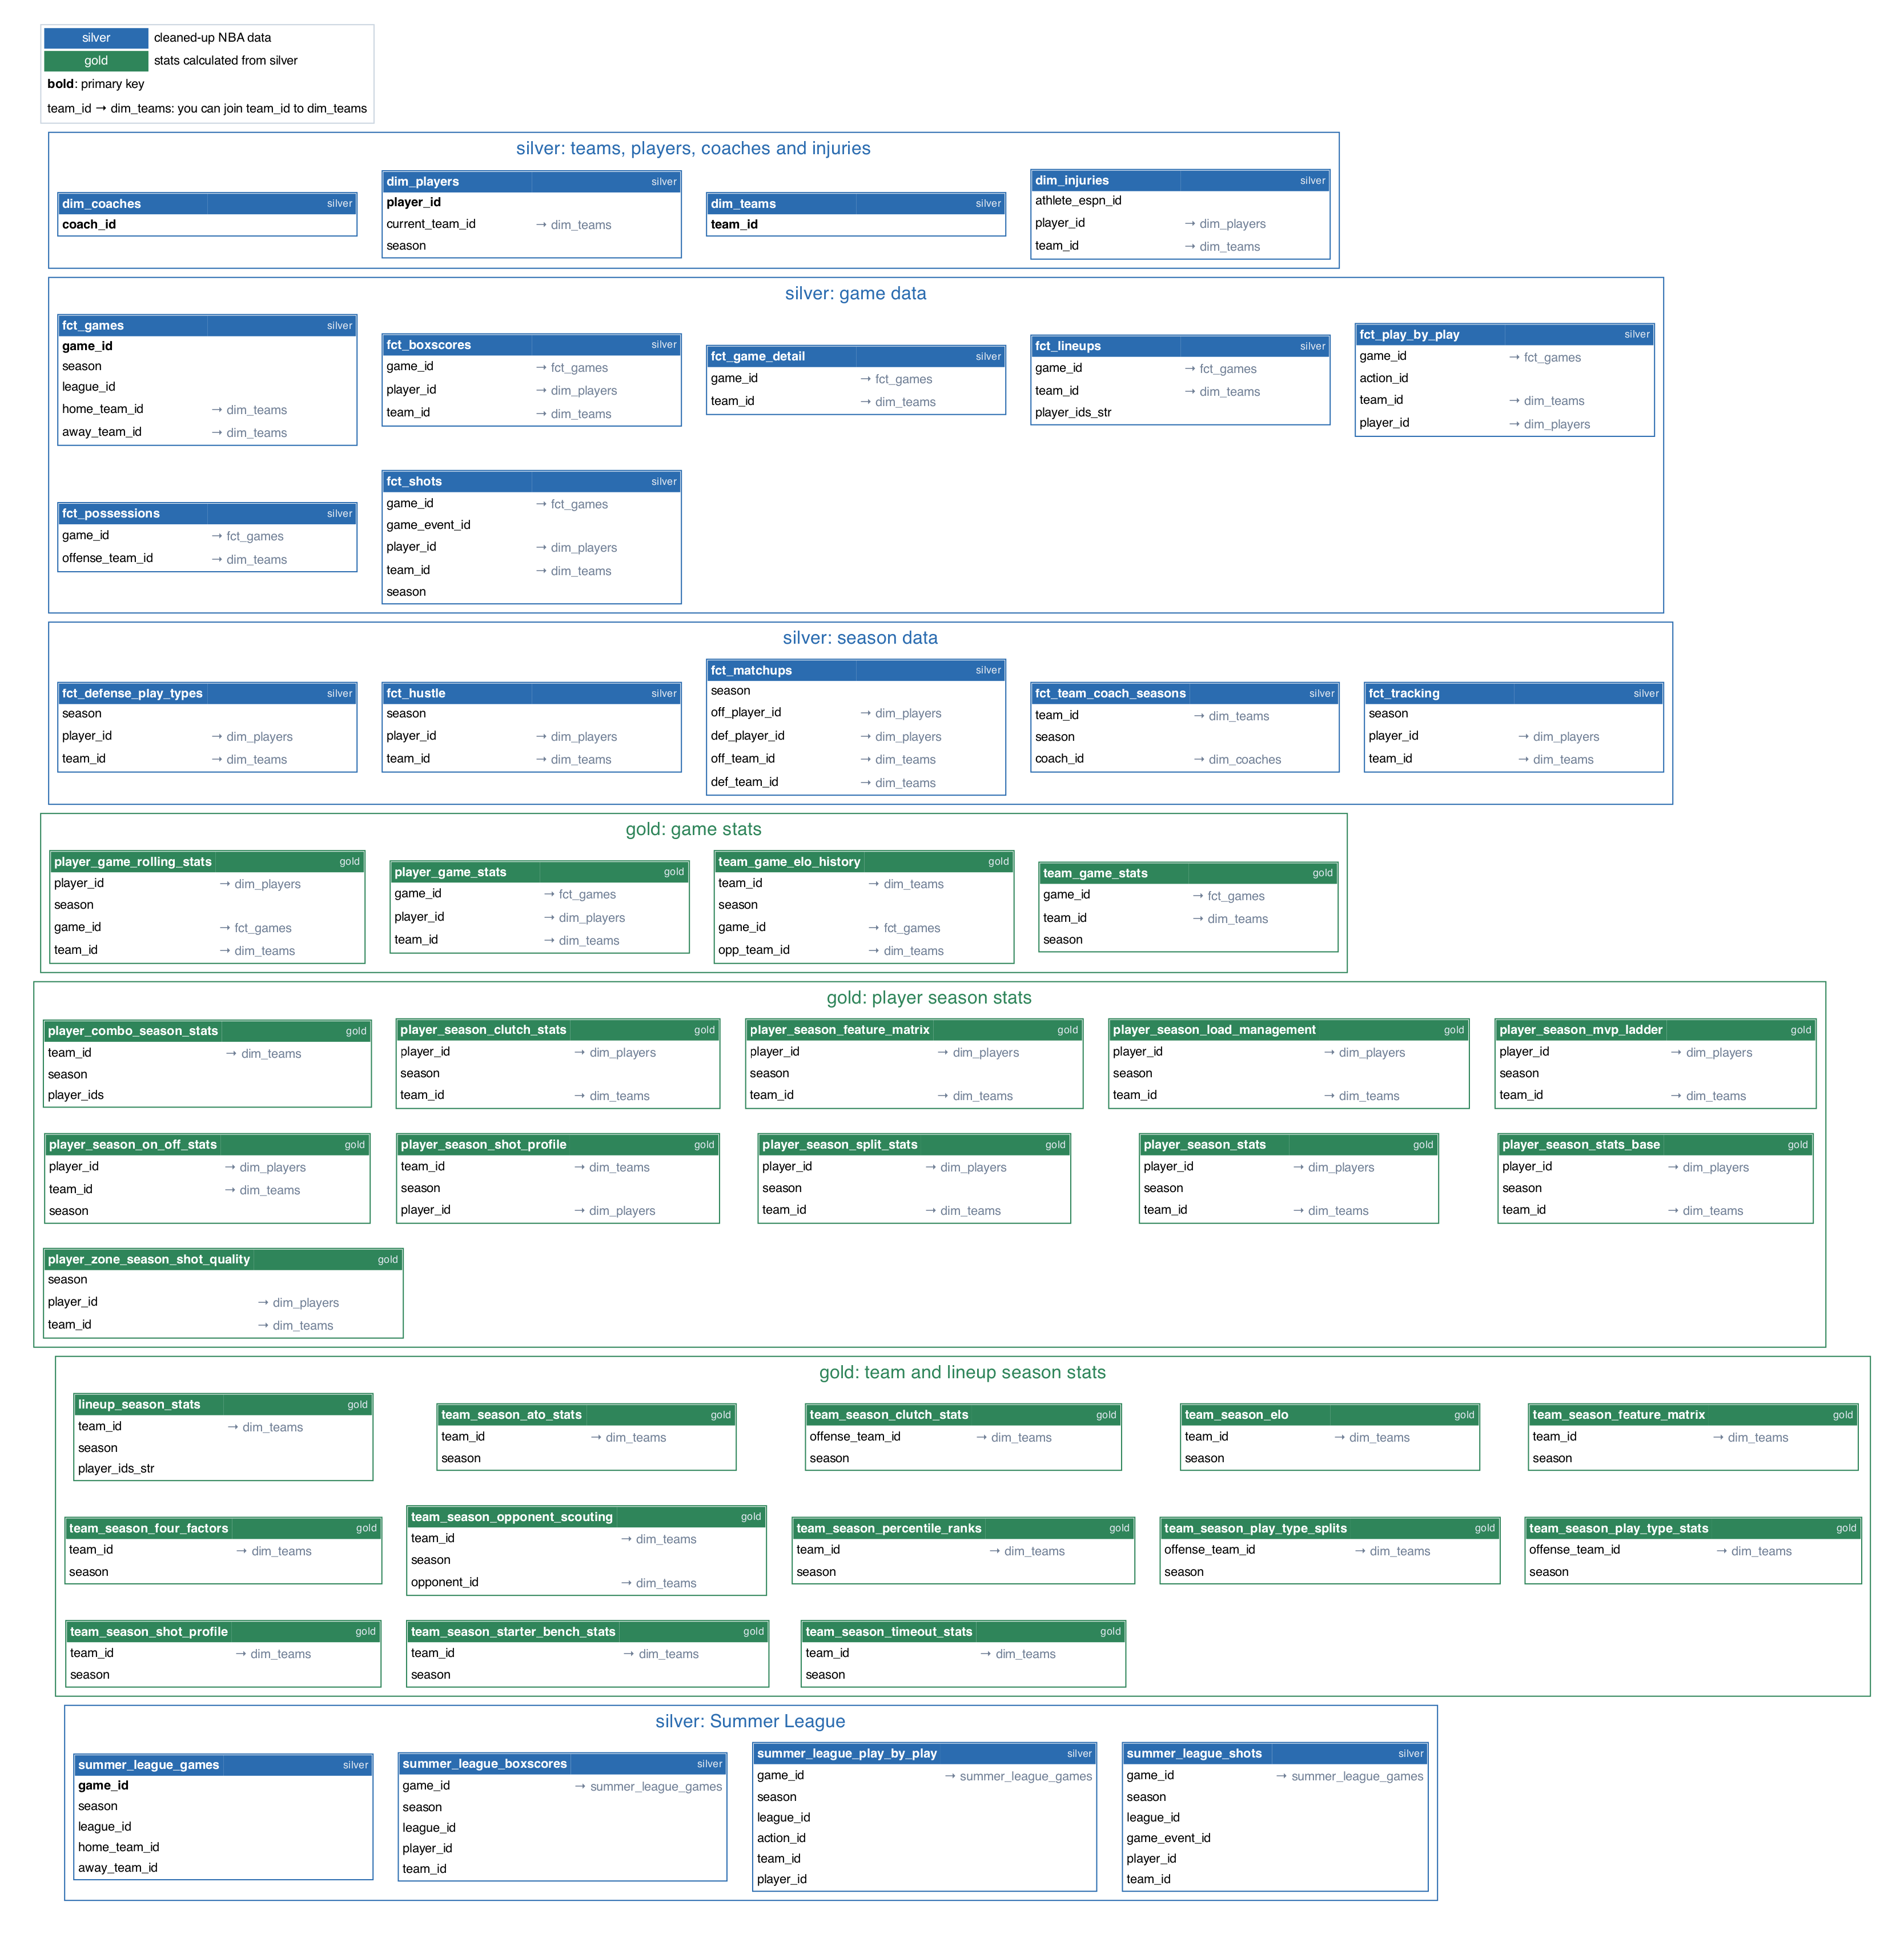 silver cleaned-up NBA data
gold stats calculated from silver
bold: primary key
team_id → dim_teams: you can join team_id to dim_teams
silver: teams, players, coaches and injuries
dim_coaches silver
coach_id
dim_players silver
player_id
current_team_id → dim_teams
season
dim_teams silver
team_id
dim_injuries silver
athlete_espn_id
player_id → dim_players
team_id → dim_teams
silver: game data
fct_games silver
game_id
season
league_id
home_team_id → dim_teams
away_team_id → dim_teams
fct_boxscores silver
game_id → fct_games
player_id → dim_players
team_id → dim_teams
fct_game_detail silver
game_id → fct_games
team_id → dim_teams
fct_lineups silver
game_id → fct_games
team_id → dim_teams
player_ids_str
fct_play_by_play silver
game_id → fct_games
action_id
team_id → dim_teams
player_id → dim_players
fct_possessions silver
game_id → fct_games
offense_team_id → dim_teams
fct_shots silver
game_id → fct_games
game_event_id
player_id → dim_players
team_id → dim_teams
season
silver: season data
fct_defense_play_types silver
season
player_id → dim_players
team_id → dim_teams
fct_hustle silver
season
player_id → dim_players
team_id → dim_teams
fct_matchups silver
season
off_player_id → dim_players
def_player_id → dim_players
off_team_id → dim_teams
def_team_id → dim_teams
fct_team_coach_seasons silver
team_id → dim_teams
season
coach_id → dim_coaches
fct_tracking silver
season
player_id → dim_players
team_id → dim_teams
gold: game stats
player_game_rolling_stats gold
player_id → dim_players
season
game_id → fct_games
team_id → dim_teams
player_game_stats gold
game_id → fct_games
player_id → dim_players
team_id → dim_teams
team_game_elo_history gold
team_id → dim_teams
season
game_id → fct_games
opp_team_id → dim_teams
team_game_stats gold
game_id → fct_games
team_id → dim_teams
season
gold: player season stats
player_combo_season_stats gold
team_id → dim_teams
season
player_ids
player_season_clutch_stats gold
player_id → dim_players
season
team_id → dim_teams
player_season_feature_matrix gold
player_id → dim_players
season
team_id → dim_teams
player_season_load_management gold
player_id → dim_players
season
team_id → dim_teams
player_season_mvp_ladder gold
player_id → dim_players
season
team_id → dim_teams
player_season_on_off_stats gold
player_id → dim_players
team_id → dim_teams
season
player_season_shot_profile gold
team_id → dim_teams
season
player_id → dim_players
player_season_split_stats gold
player_id → dim_players
season
team_id → dim_teams
player_season_stats gold
player_id → dim_players
season
team_id → dim_teams
player_season_stats_base gold
player_id → dim_players
season
team_id → dim_teams
player_zone_season_shot_quality gold
season
player_id → dim_players
team_id → dim_teams
gold: team and lineup season stats
lineup_season_stats gold
team_id → dim_teams
season
player_ids_str
team_season_ato_stats gold
team_id → dim_teams
season
team_season_clutch_stats gold
offense_team_id → dim_teams
season
team_season_elo gold
team_id → dim_teams
season
team_season_feature_matrix gold
team_id → dim_teams
season
team_season_four_factors gold
team_id → dim_teams
season
team_season_opponent_scouting gold
team_id → dim_teams
season
opponent_id → dim_teams
team_season_percentile_ranks gold
team_id → dim_teams
season
team_season_play_type_splits gold
offense_team_id → dim_teams
season
team_season_play_type_stats gold
offense_team_id → dim_teams
season
team_season_shot_profile gold
team_id → dim_teams
season
team_season_starter_bench_stats gold
team_id → dim_teams
season
team_season_timeout_stats gold
team_id → dim_teams
season
silver: Summer League
summer_league_games silver
game_id
season
league_id
home_team_id
away_team_id
summer_league_boxscores silver
game_id → summer_league_games
season
league_id
player_id
team_id
summer_league_play_by_play silver
game_id → summer_league_games
season
league_id
action_id
team_id
player_id
summer_league_shots silver
game_id → summer_league_games
season
league_id
game_event_id
player_id
team_id